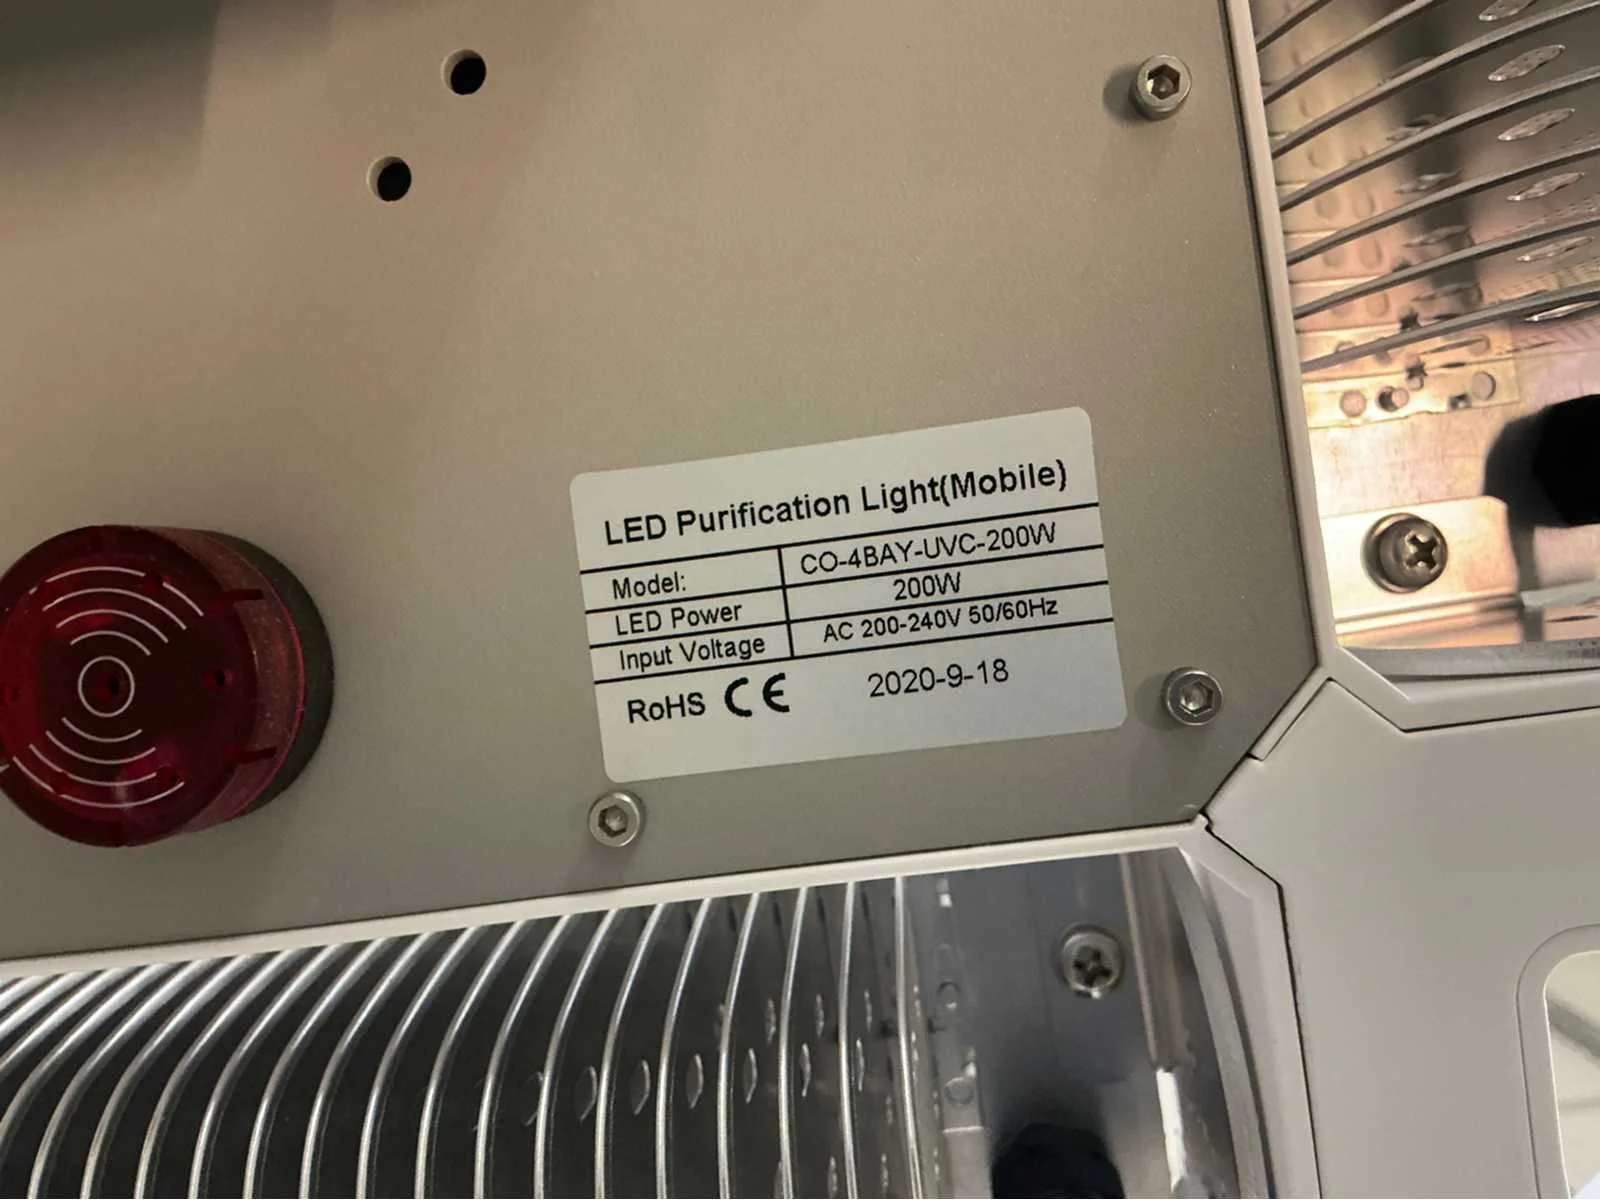 LED Purification Light(Mobile)
Model: CO-4BAY-UVC-200W
LED Power 200W
Input Voltage AC 200-240V 50/60Hz
RoHS CE 2020-9-18